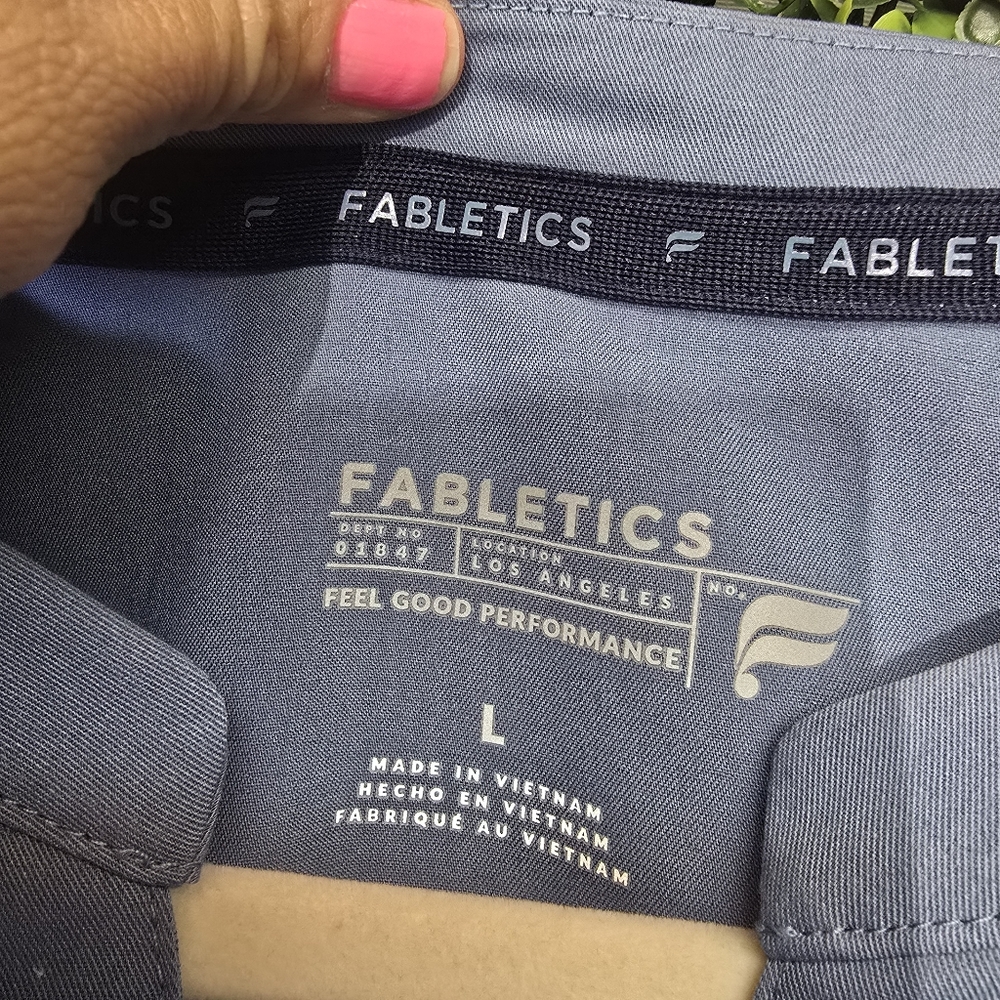 ICS FABLETICS FABLET
FABLETICS
DEPT NO
01847
LOCATION
LOS ANGELES
NO.
FEEL GOOD PERFORMANCE
L
MADE IN VIETNAM
HECHO EN VIETNAM
FABRIQUÉ AU VIETNAM